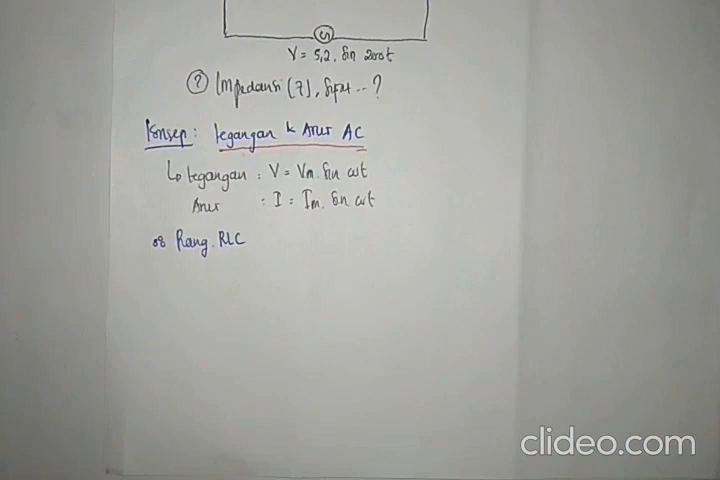 V = 5,2 . Sin 200t
? Impedansi (Z), Sifat .. ?
Konsep : tegangan & Arus AC
↳ tegangan : V = Vm . Sin ωt
Arus : I = Im . Sin ωt
Rang . RLC
clideo.com